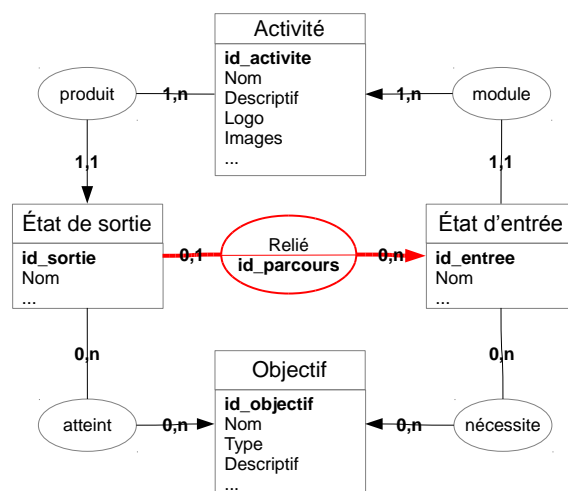 Activité
id_activite
Nom
Descriptif
Logo
Images
...
produit
1,n
1,n
module
1,1
1,1
État de sortie
id_sortie
Nom
...
0,1
Relié
id_parcours
0,n
État d'entrée
id_entree
Nom
...
0,n
0,n
Objectif
id_objectif
Nom
Type
Descriptif
...
atteint
0,n
0,n
nécessite